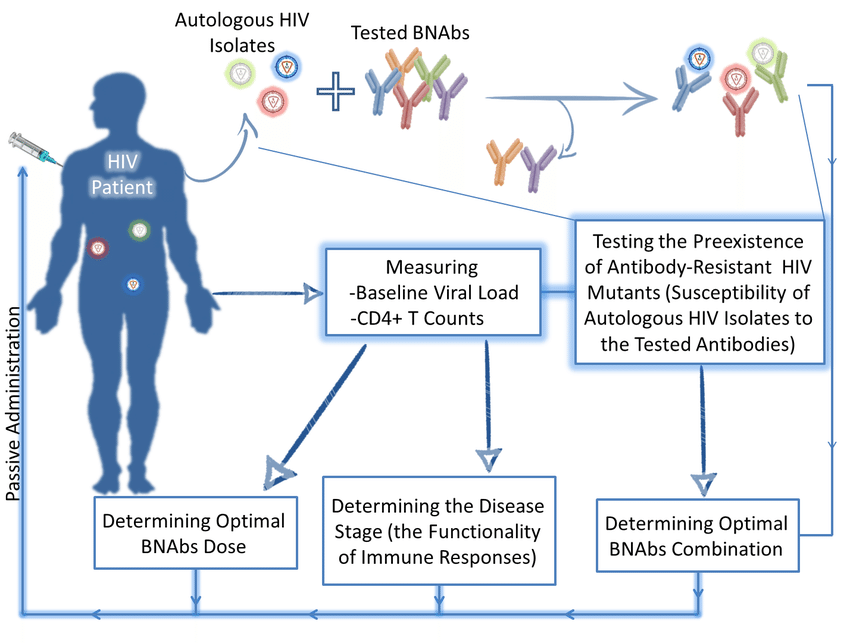 Autologous HIV
Isolates
Tested BNAbs
HIV
Patient
Measuring
-Baseline Viral Load
-CD4+ T Counts
Testing the Preexistence
of Antibody-Resistant HIV
Mutants (Susceptibility of
Autologous HIV Isolates to
the Tested Antibodies)
Passive Administration
Determining Optimal
BNAbs Dose
Determining the Disease
Stage (the Functionality
of Immune Responses)
Determining Optimal
BNAbs Combination